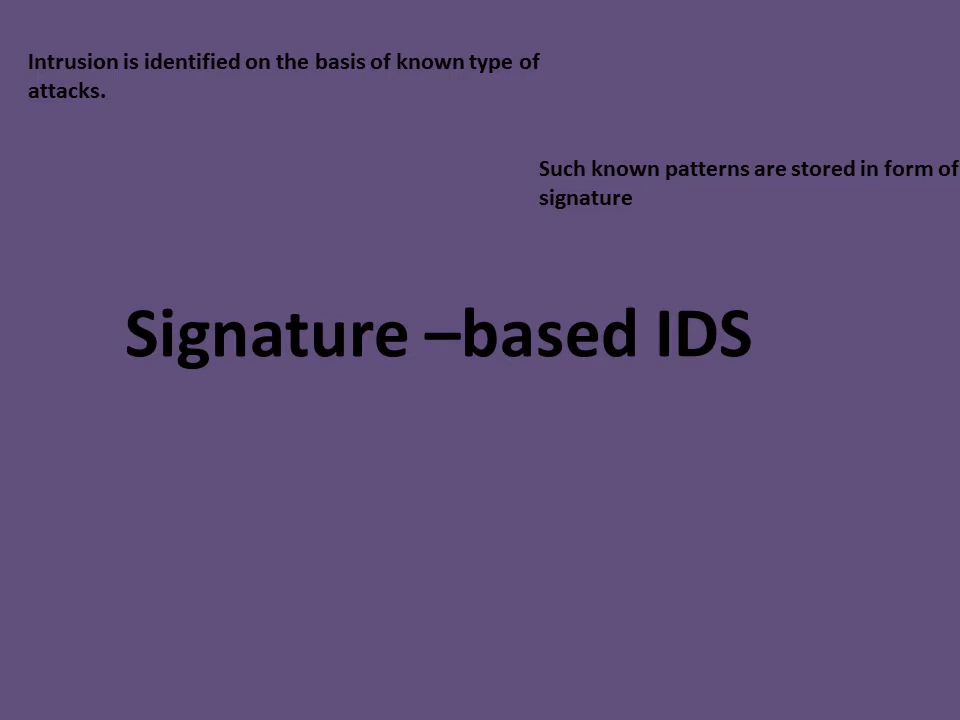 Intrusion is identified on the basis of known type of
attacks.
Such known patterns are stored in form of
signature
Signature –based IDS